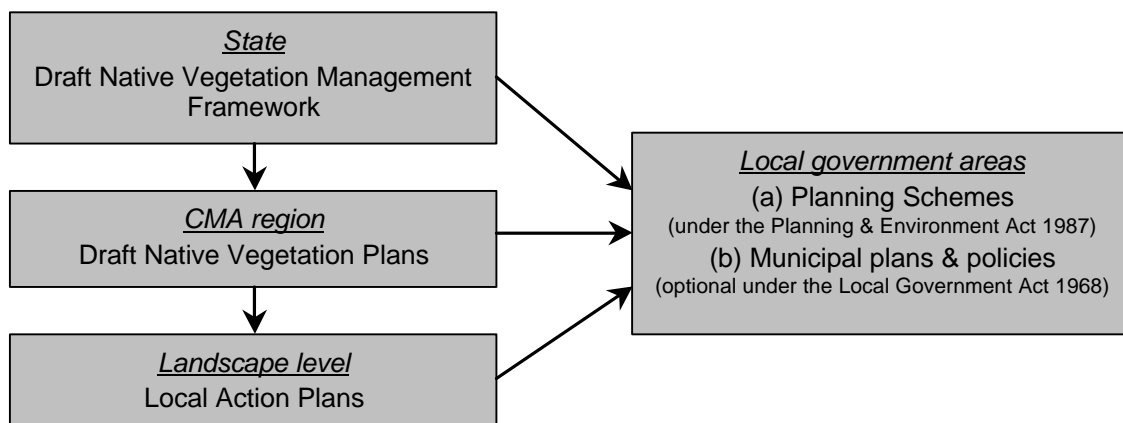 State
Draft Native Vegetation Management
Framework
CMA region
Draft Native Vegetation Plans
Landscape level
Local Action Plans
Local government areas
(a) Planning Schemes
(under the Planning & Environment Act 1987)
(b) Municipal plans & policies
(optional under the Local Government Act 1968)